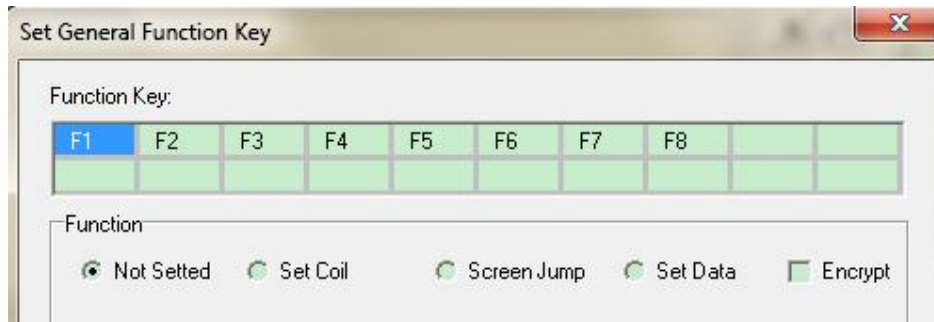 Set General Function Key
Function Key:
F1 F2 F3 F4 F5 F6 F7 F8
Function
Not Setted Set Coil Screen Jump Set Data Encrypt